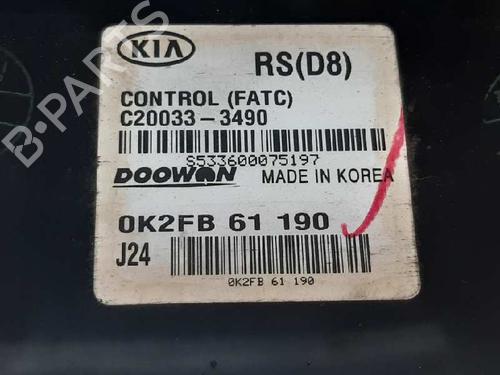 KIA
RS(D8)
CONTROL (FATC)
C20033-3490
S533600075197
DOOWON MADE IN KOREA
0K2FB 61 190
J24
0K2FB 61 190